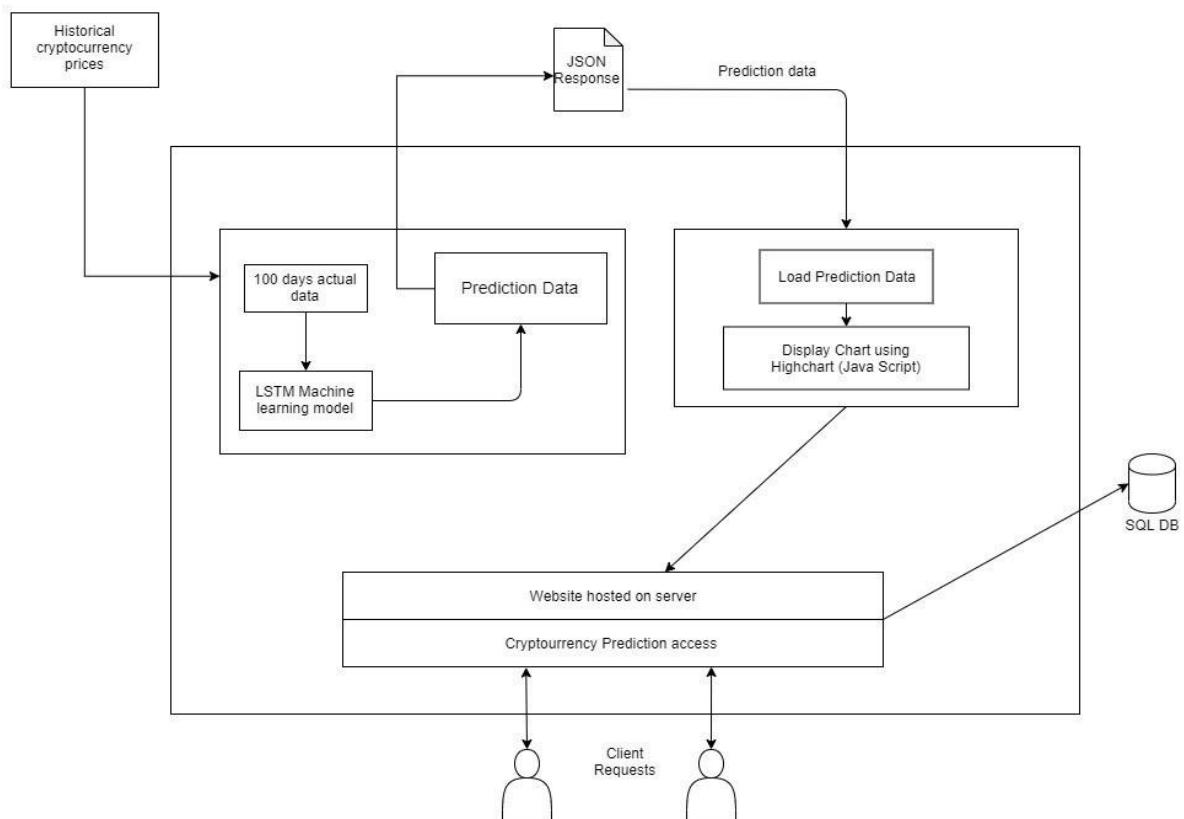 Historical
cryptocurrency
prices
JSON
Response
Prediction data
100 days actual
data
Prediction Data
LSTM Machine
learning model
Load Prediction Data
Display Chart using
Highchart (Java Script)
SQL DB
Website hosted on server
Cryptourrency Prediction access
Client
Requests